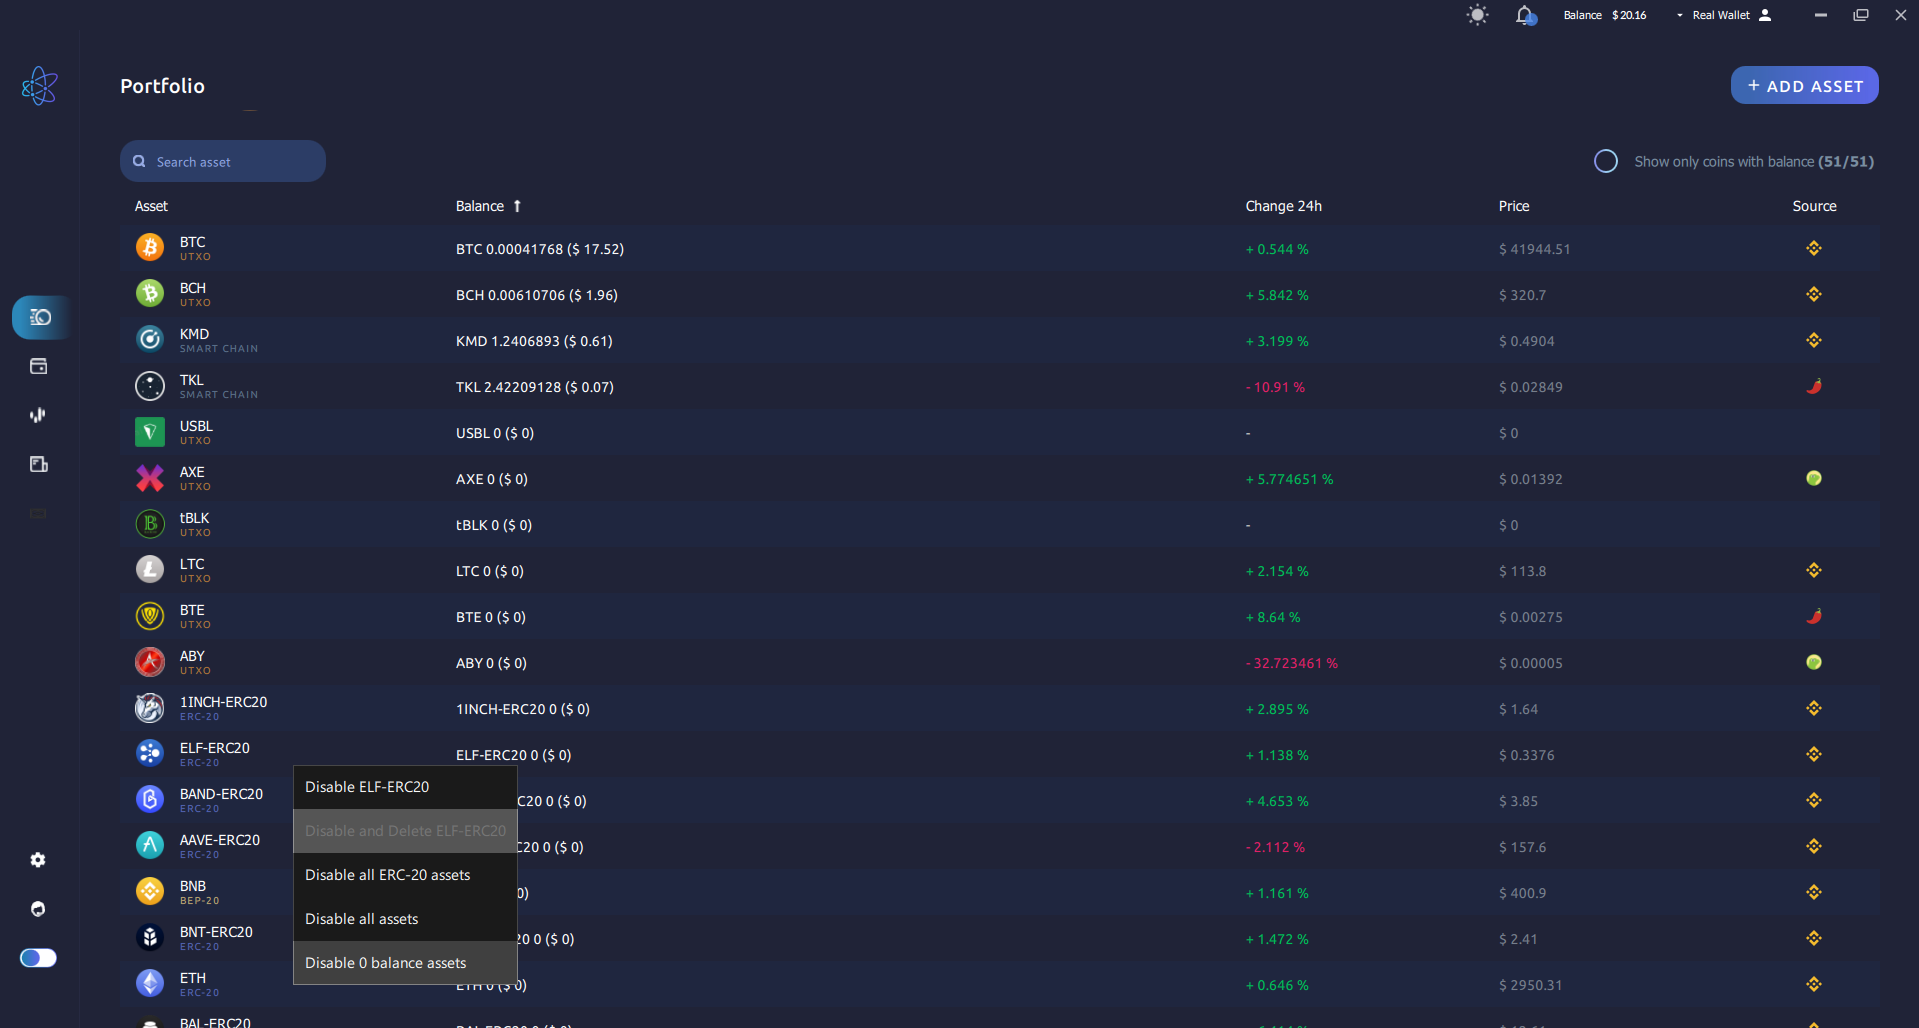 Balance $ 20.16 Real Wallet
Portfolio
+ ADD ASSET
Search asset
Show only coins with balance (51/51)
Asset Balance Change 24h Price Source
BTC
UTXO
BTC 0.00041768 ($ 17.52) + 0.544 % $ 41944.51
BCH
UTXO
BCH 0.00610706 ($ 1.96) + 5.842 % $ 320.7
KMD
SMART CHAIN
KMD 1.2406893 ($ 0.61) + 3.199 % $ 0.4904
TKL
SMART CHAIN
TKL 2.42209128 ($ 0.07) - 10.91 % $ 0.02849
USBL
UTXO
USBL 0 ($ 0) - $ 0
AXE
UTXO
AXE 0 ($ 0) + 5.774651 % $ 0.01392
tBLK
UTXO
tBLK 0 ($ 0) - $ 0
LTC
UTXO
LTC 0 ($ 0) + 2.154 % $ 113.8
BTE
UTXO
BTE 0 ($ 0) + 8.64 % $ 0.00275
ABY
UTXO
ABY 0 ($ 0) - 32.723461 % $ 0.00005
1INCH-ERC20
ERC-20
1INCH-ERC20 0 ($ 0) + 2.895 % $ 1.64
ELF-ERC20
ERC-20
ELF-ERC20 0 ($ 0) + 1.138 % $ 0.3376
BAND-ERC20
ERC-20
C20 0 ($ 0) + 4.653 % $ 3.85
AAVE-ERC20
ERC-20
C20 0 ($ 0) - 2.112 % $ 157.6
BNB
BEP-20
0) + 1.161 % $ 400.9
BNT-ERC20
ERC-20
20 0 ($ 0) + 1.472 % $ 2.41
ETH
ERC-20
ETH 0 ($ 0) + 0.646 % $ 2950.31
BAL-ERC20
Disable ELF-ERC20
Disable and Delete ELF-ERC20
Disable all ERC-20 assets
Disable all assets
Disable 0 balance assets